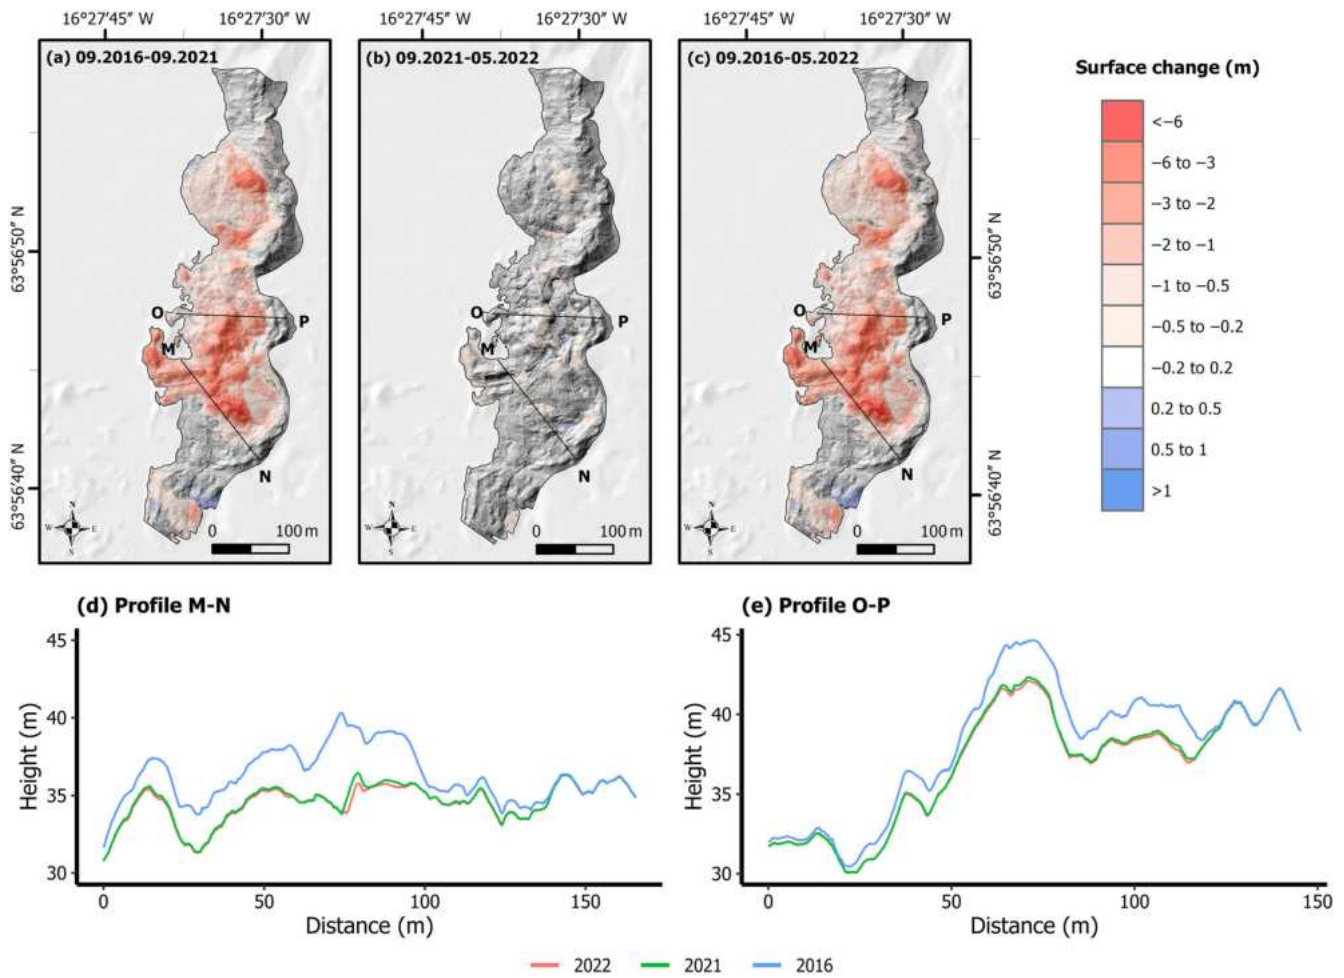 16°27'45″ W 16°27'30″ W 16°27'45″ W 16°27'30″ W 16°27'45″ W 16°27'30″ W
(a) 09.2016-09.2021
(b) 09.2021-05.2022
(c) 09.2016-05.2022
Surface change (m)
<−6
−6 to −3
−3 to −2
−2 to −1
−1 to −0.5
−0.5 to −0.2
−0.2 to 0.2
0.2 to 0.5
0.5 to 1
>1
63°56'50″ N
63°56'40″ N
63°56'50″ N
63°56'40″ N
O P
M
N
N
W E
S
0 100 m
O P
M
N
N
W E
S
0 100 m
O P
M
N
N
W E
S
0 100 m
(d) Profile M-N
45
40
35
30
Height (m)
0 50 100 150
Distance (m)
(e) Profile O-P
45
40
35
30
Height (m)
0 50 100 150
Distance (m)
2022 2021 2016